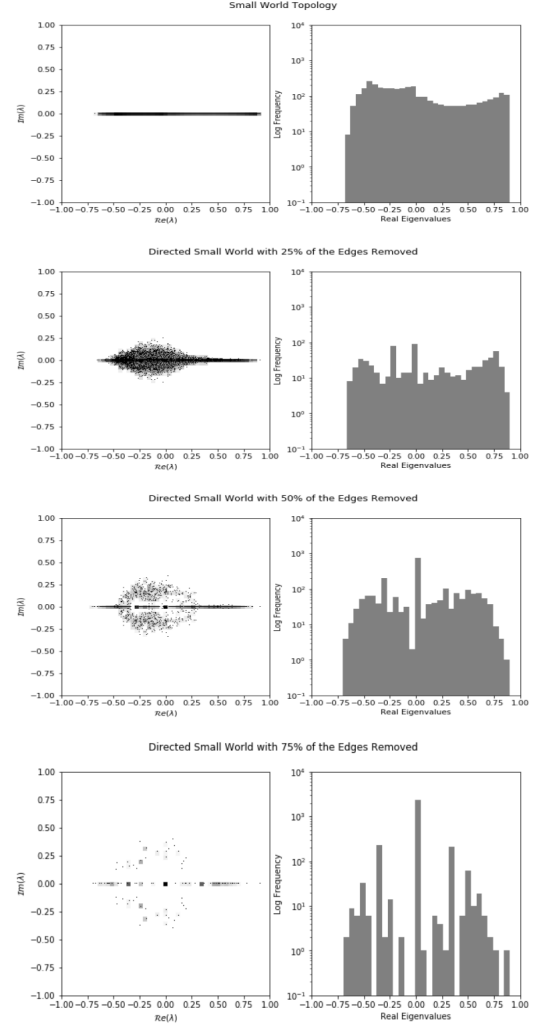 Small World Topology
1.00
0.75
0.50
0.25
0.00
−0.25
−0.50
−0.75
−1.00
−1.00 −0.75 −0.50 −0.25 0.00 0.25 0.50 0.75 1.00
Re(λ)
Im(λ)
10⁴
10³
10²
10¹
10⁰
10⁻¹
−1.00 −0.75 −0.50 −0.25 0.00 0.25 0.50 0.75 1.00
Real Eigenvalues
Log Frequency
Directed Small World with 25% of the Edges Removed
1.00
0.75
0.50
0.25
0.00
−0.25
−0.50
−0.75
−1.00
−1.00 −0.75 −0.50 −0.25 0.00 0.25 0.50 0.75 1.00
Re(λ)
Im(λ)
10⁴
10³
10²
10¹
10⁰
10⁻¹
−1.00 −0.75 −0.50 −0.25 0.00 0.25 0.50 0.75 1.00
Real Eigenvalues
Log Frequency
Directed Small World with 50% of the Edges Removed
1.00
0.75
0.50
0.25
0.00
−0.25
−0.50
−0.75
−1.00
−1.00 −0.75 −0.50 −0.25 0.00 0.25 0.50 0.75 1.00
Re(λ)
Im(λ)
10⁴
10³
10²
10¹
10⁰
10⁻¹
−1.00 −0.75 −0.50 −0.25 0.00 0.25 0.50 0.75 1.00
Real Eigenvalues
Log Frequency
Directed Small World with 75% of the Edges Removed
1.00
0.75
0.50
0.25
0.00
−0.25
−0.50
−0.75
−1.00
−1.00 −0.75 −0.50 −0.25 0.00 0.25 0.50 0.75 1.00
Re(λ)
Im(λ)
10⁴
10³
10²
10¹
10⁰
10⁻¹
−1.00 −0.75 −0.50 −0.25 0.00 0.25 0.50 0.75 1.00
Real Eigenvalues
Log Frequency